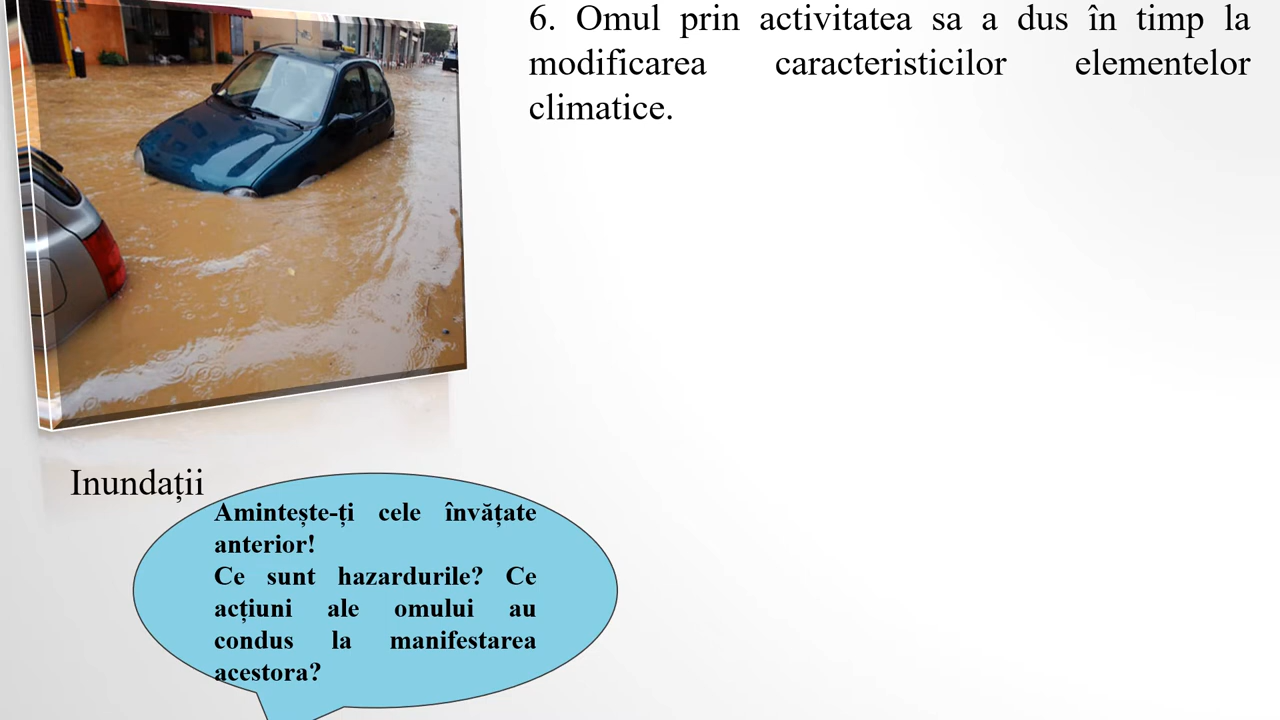 6. Omul prin activitatea sa a dus în timp la
modificarea caracteristicilor elementelor
climatice.
Inundații
Amintește-ți cele învățate
anterior!
Ce sunt hazardurile? Ce
acțiuni ale omului au
condus la manifestarea
acestora?